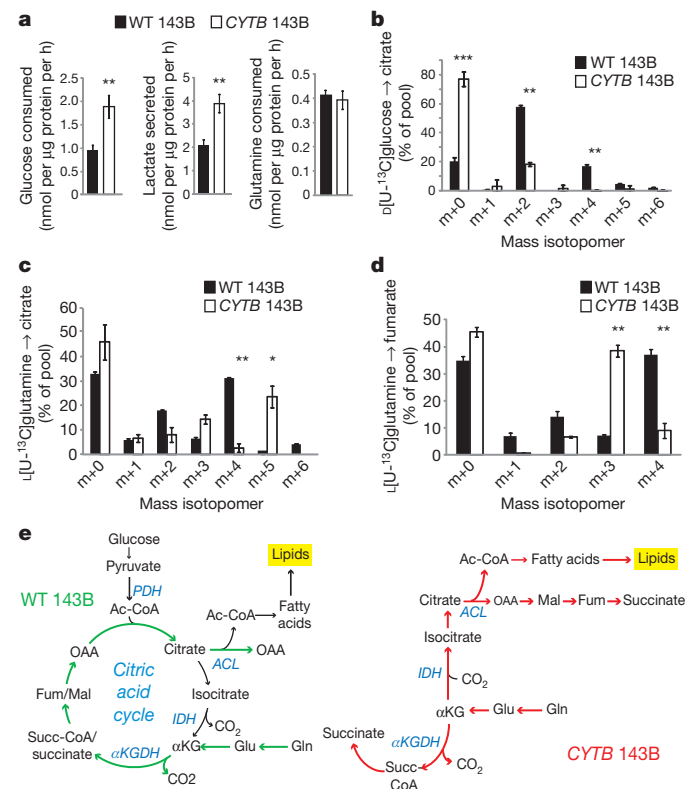 a
WT 143B CYTB 143B
Glucose consumed
(nmol per μg protein per h)
2.5
2.0
1.5
1.0
0.5
0
**
Lactate secreted
(nmol per μg protein per h)
5
4
3
2
1
0
**
Glutamine consumed
(nmol per μg protein per h)
0.5
0.4
0.3
0.2
0.1
0
b
WT 143B
CYTB 143B
D[U-¹³C]glucose → citrate
(% of pool)
80
60
40
20
0
***
**
**
m+0 m+1 m+2 m+3 m+4 m+5 m+6
Mass isotopomer
c
WT 143B
CYTB 143B
L[U-¹³C]glutamine → citrate
(% of pool)
60
50
40
30
20
10
0
** *
m+0 m+1 m+2 m+3 m+4 m+5 m+6
Mass isotopomer
d
WT 143B
CYTB 143B
L[U-¹³C]glutamine → fumarate
(% of pool)
50
40
30
20
10
0
** **
m+0 m+1 m+2 m+3 m+4
Mass isotopomer
e
WT 143B
Glucose
Pyruvate
PDH
Ac-CoA
OAA
Citrate
ACL
OAA
Ac-CoA
Fatty
acids
Lipids
Citric
acid
cycle
Isocitrate
IDH
CO2
Fum/Mal
Succ-CoA/
succinate
αKGDH
αKG
Glu
Gln
CO2
Ac-CoA
Fatty acids
Lipids
Citrate
ACL
OAA
Mal
Fum
Succinate
Isocitrate
IDH
CO₂
αKG
Glu
Gln
Succinate
αKGDH
CO₂
Succ-
CoA
CYTB 143B